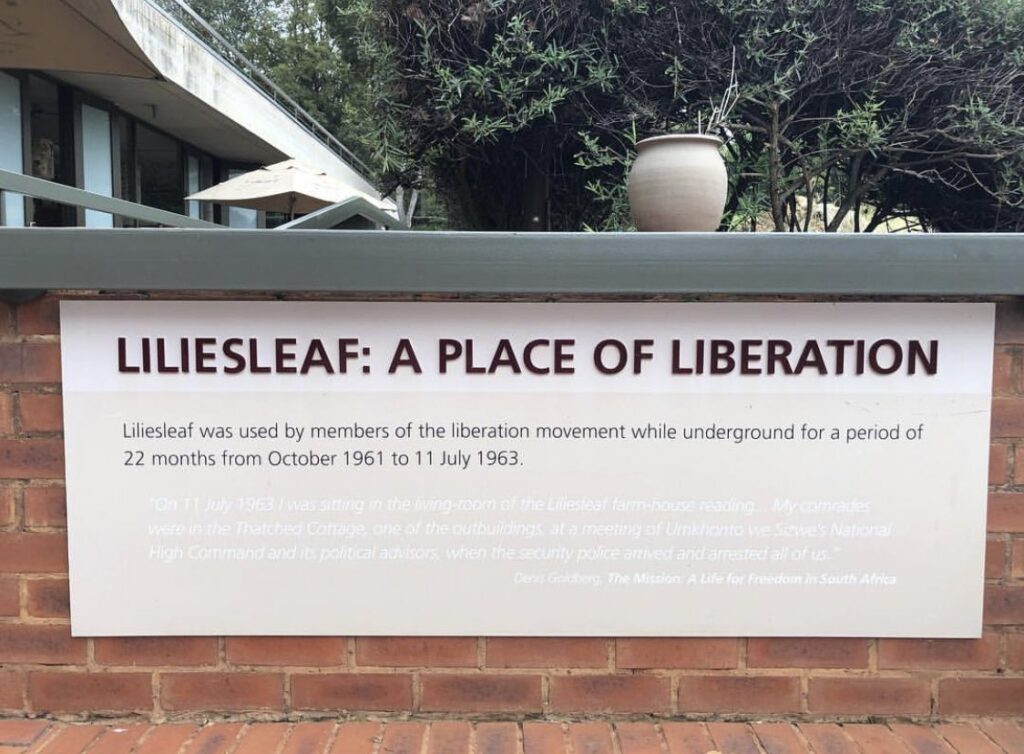 LILIESLEAF: A PLACE OF LIBERATION
Liliesleaf was used by members of the liberation movement while underground for a period of
22 months from October 1961 to 11 July 1963.
"On 11 July 1963 I was sitting in the living-room of the Liliesleaf farm-house reading... My comrades
were in the Thatched Cottage, one of the outbuildings, at a meeting of Umkhonto we Sizwe's National
High Command and its political advisors, when the security police arrived and arrested all of us."
Denis Goldberg, The Mission: A Life for Freedom in South Africa